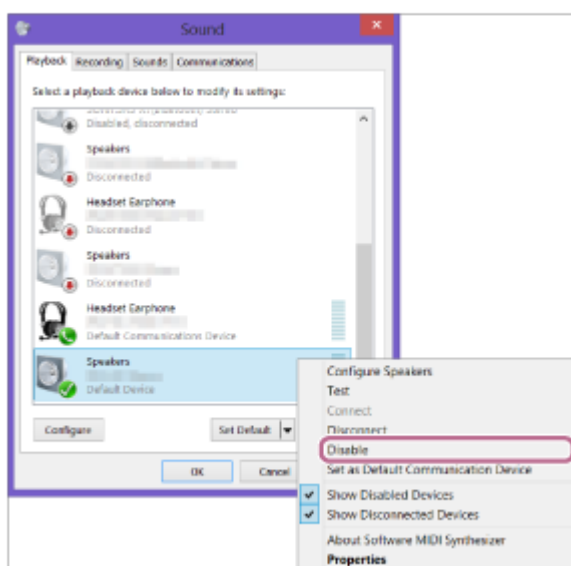 Sound
Playback Recording Sounds Communications
Select a playback device below to modify its settings:
Disabled, disconnected
Speakers
Disconnected
Headset Earphone
Disconnected
Speakers
Disconnected
Headset Earphone
Default Communications Device
Speakers
Default Device
Configure Set Default
OK Cancel
Configure Speakers
Test
Connect
Disconnect
Disable
Set as Default Communication Device
Show Disabled Devices
Show Disconnected Devices
About Software MIDI Synthesizer
Properties